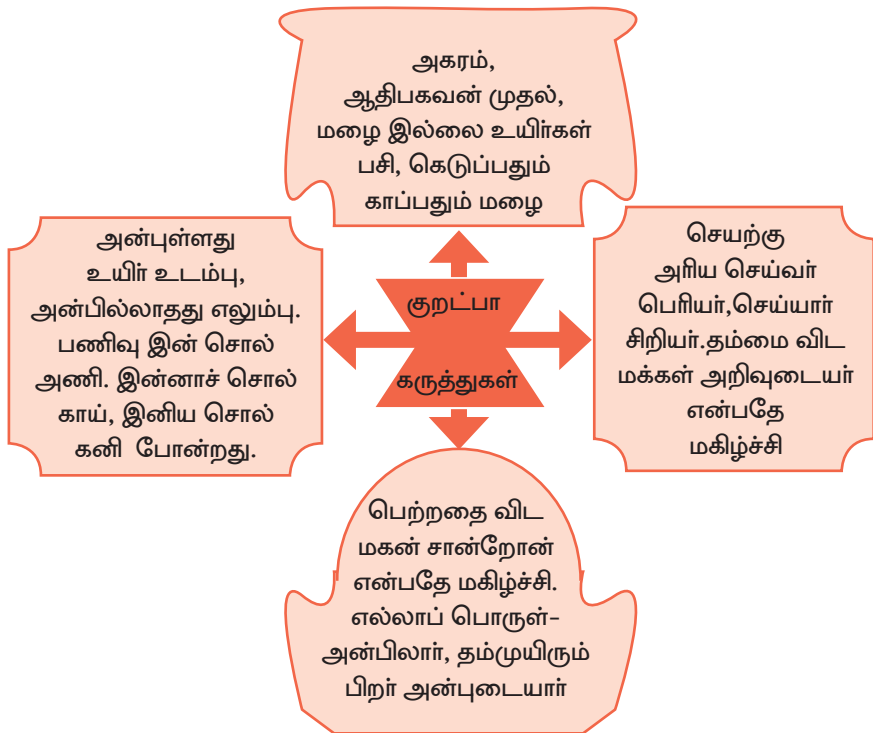 அகரம்,
ஆதிபகவன் முதல்,
மழை இல்லை உயிர்கள்
பசி, கெடுப்பதும்
காப்பதும் மழை
அன்புள்ளது
உயிர் உடம்பு,
அன்பில்லாதது எலும்பு.
பணிவு இன் சொல்
அணி. இன்னாச் சொல்
காய், இனிய சொல்
கனி போன்றது.
குறட்பா
கருத்துகள்
செயற்கு
அரிய செய்வர்
பெரியர்,செய்யார்
சிறியர்.தம்மை விட
மக்கள் அறிவுடையர்
என்பதே
மகிழ்ச்சி
பெற்றதை விட
மகன் சான்றோன்
என்பதே மகிழ்ச்சி.
எல்லாப் பொருள்-
அன்பிலார், தம்முயிரும்
பிறர் அன்புடையார்